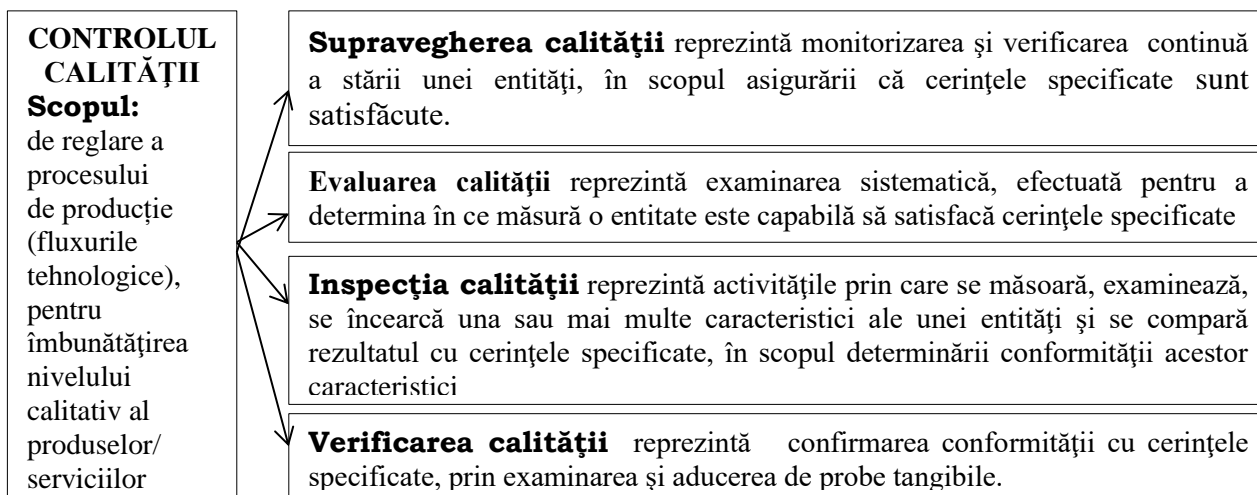 CONTROLUL
CALITĂŢII
Scopul:
de reglare a
procesului
de producție
(fluxurile
tehnologice),
pentru
îmbunătăţirea
nivelului
calitativ al
produselor/
serviciilor
Supravegherea calităţii reprezintă monitorizarea şi verificarea continuă
a stării unei entităţi, în scopul asigurării că cerinţele specificate sunt
satisfăcute.
Evaluarea calităţii reprezintă examinarea sistematică, efectuată pentru a
determina în ce măsură o entitate este capabilă să satisfacă cerinţele specificate
Inspecţia calităţii reprezintă activităţile prin care se măsoară, examinează,
se încearcă una sau mai multe caracteristici ale unei entităţi şi se compară
rezultatul cu cerinţele specificate, în scopul determinării conformităţii acestor
caracteristici
Verificarea calităţii reprezintă confirmarea conformităţii cu cerinţele
specificate, prin examinarea şi aducerea de probe tangibile.